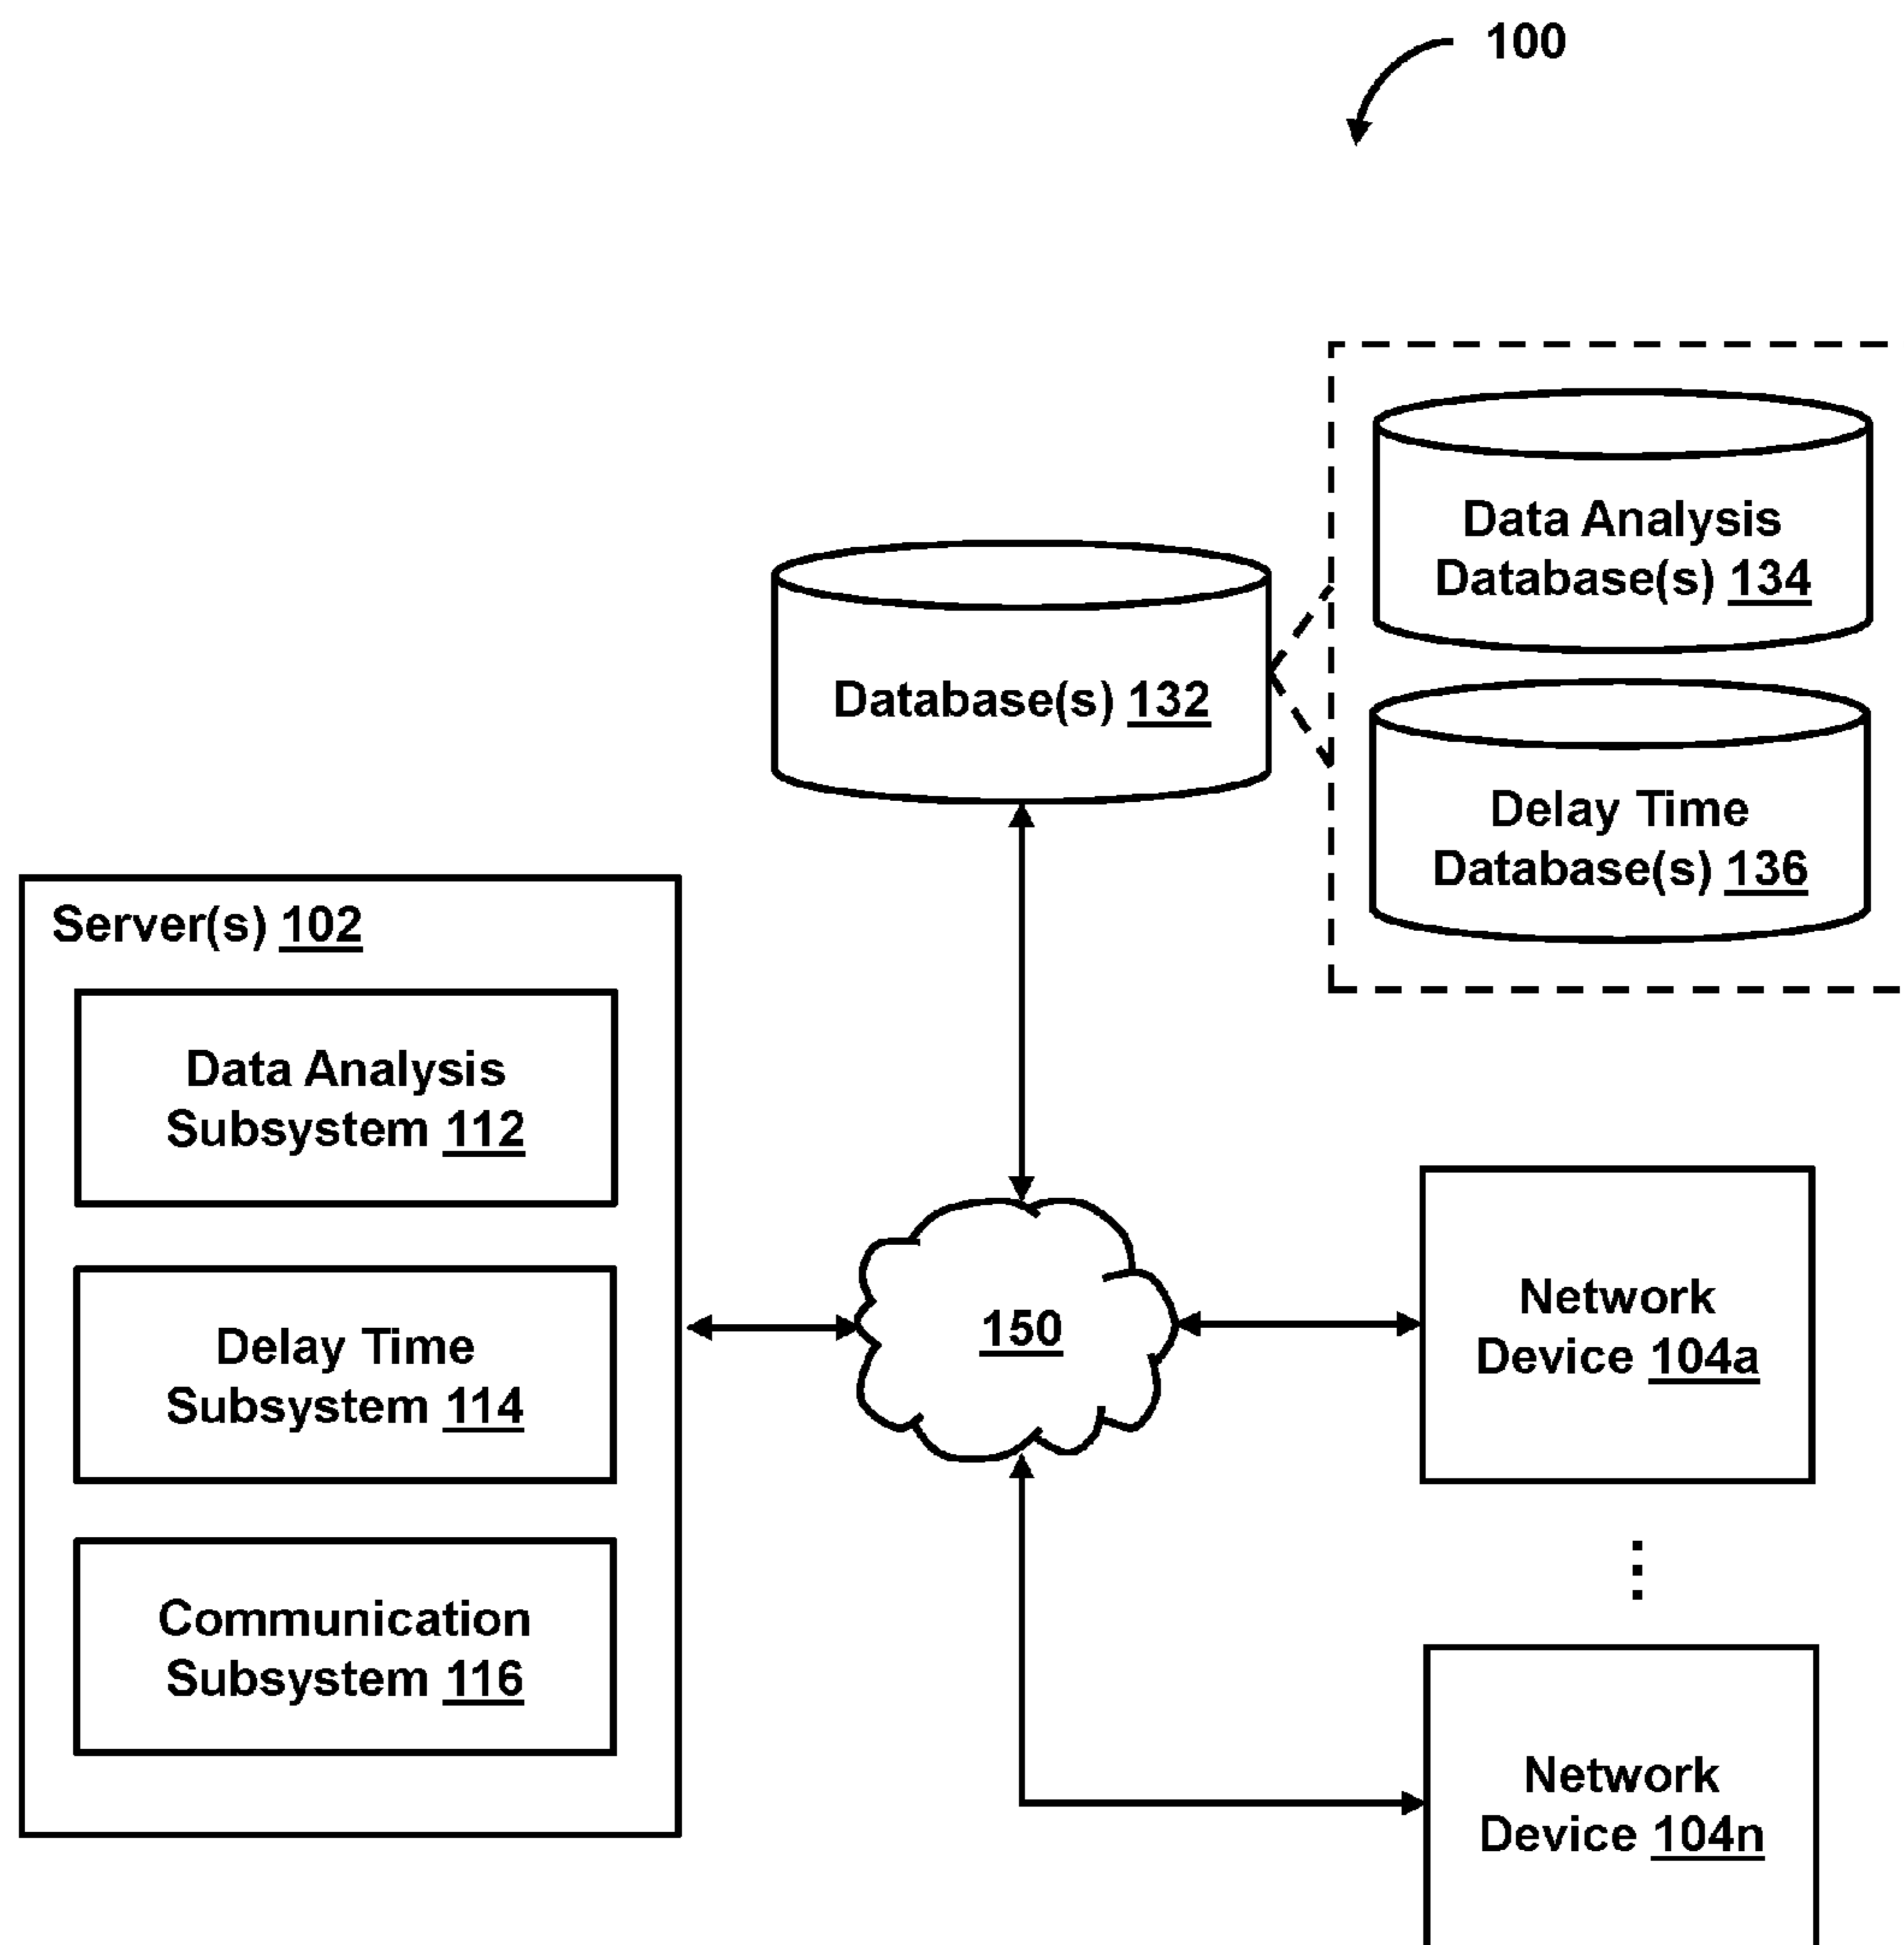 100
Data Analysis
Database(s) 134
Database(s) 132
Delay Time
Database(s) 136
Server(s) 102
Data Analysis
Subsystem 112
Delay Time
Subsystem 114
Communication
Subsystem 116
150
Network
Device 104a
Network
Device 104n